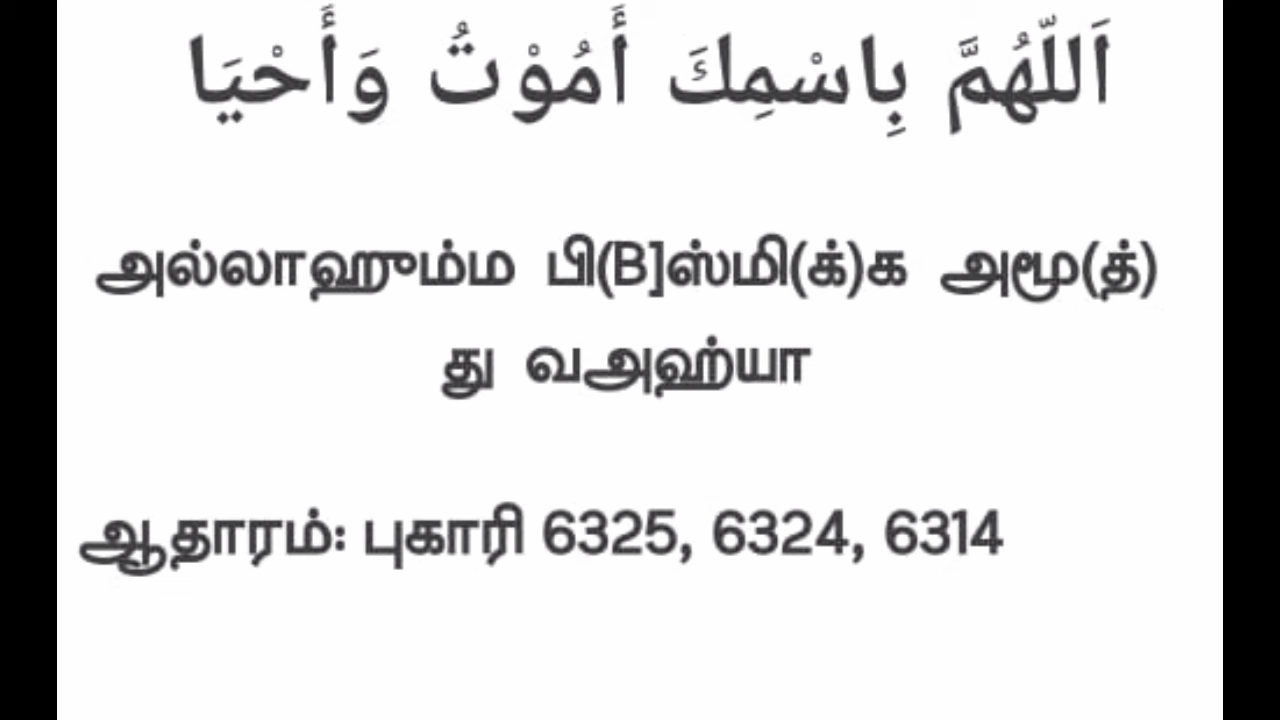 اَللّٰهُمَّ بِاسْمِكَ أَمُوْتُ وَأَحْيَا
அல்லாஹும்ம பி(B]ஸ்மி(க்)க அமூ(த்)
து வஅஹ்யா
ஆதாரம்: புகாரி 6325, 6324, 6314